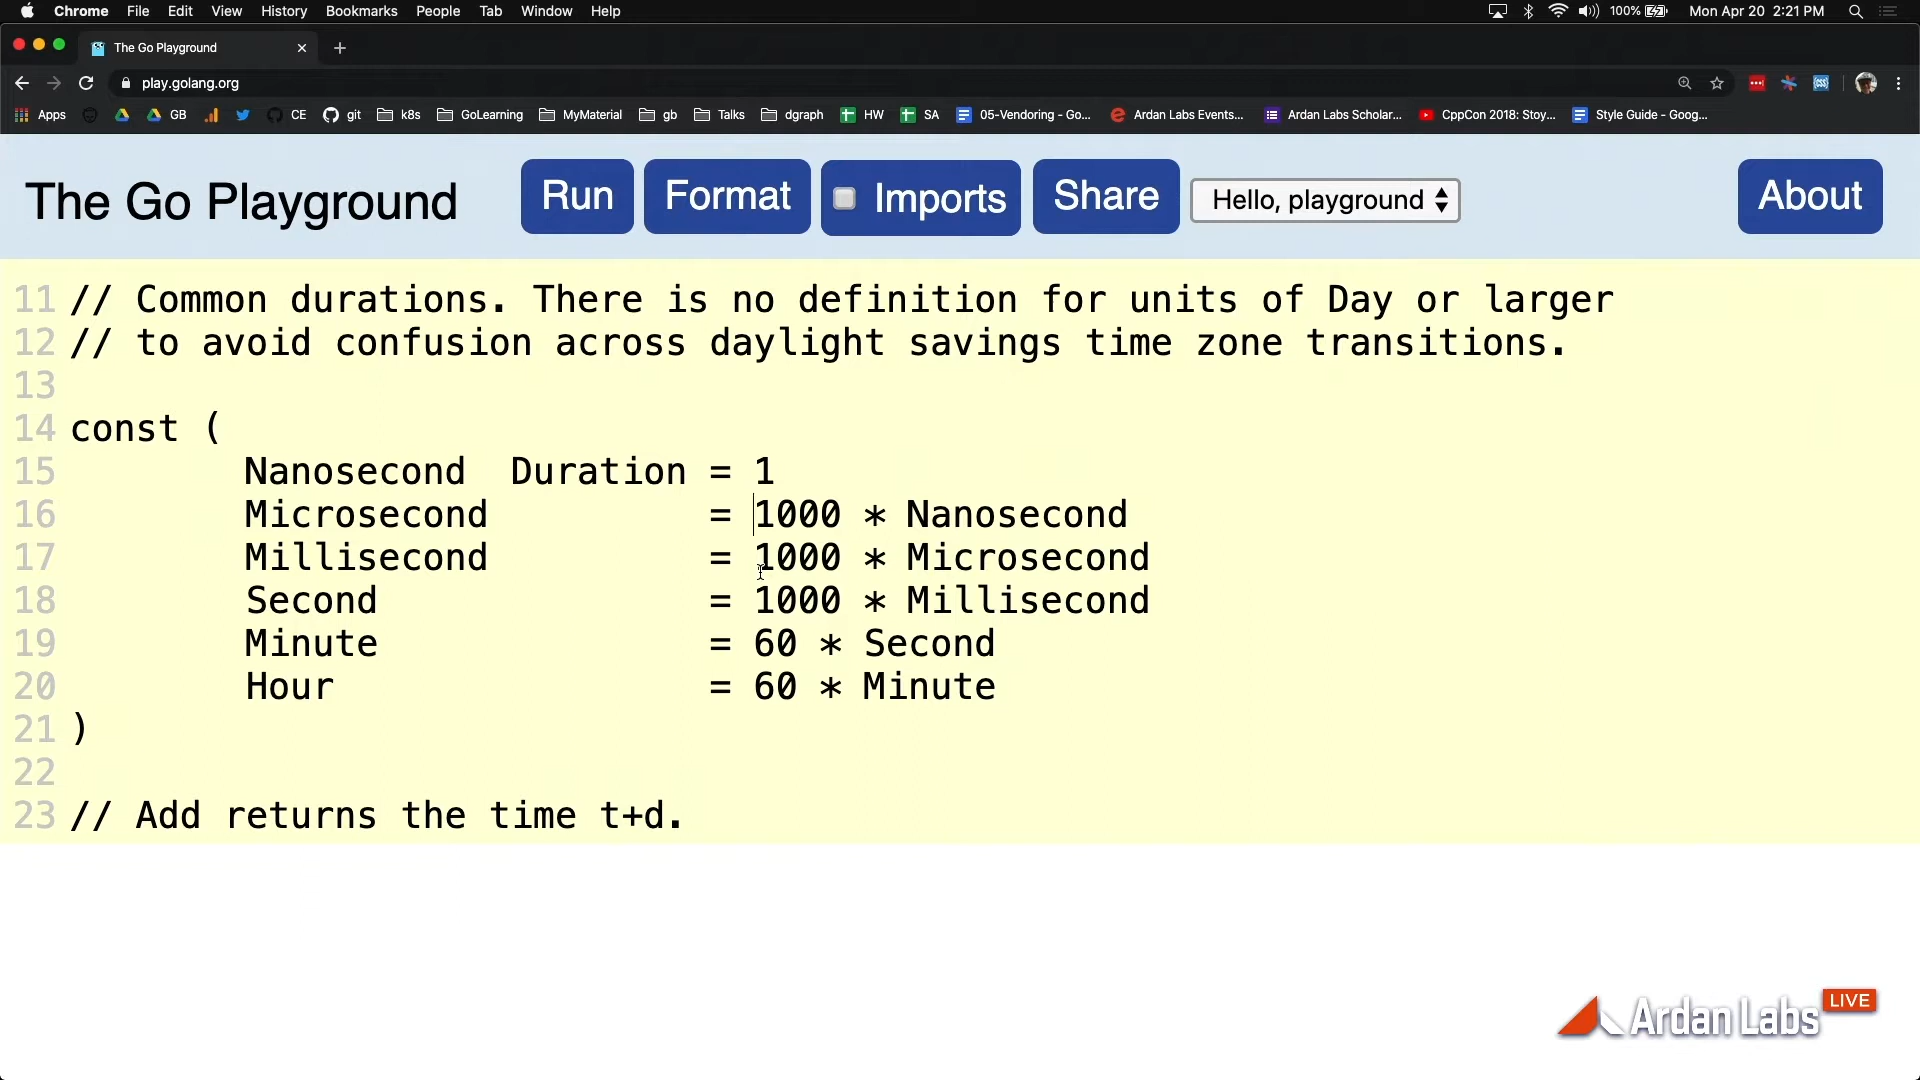 Chrome File Edit View History Bookmarks People Tab Window Help 100% Mon Apr 20 2:21 PM
The Go Playground
play.golang.org
Apps GB CE git k8s GoLearning MyMaterial gb Talks dgraph HW SA 05-Vendoring - Go... Ardan Labs Events... Ardan Labs Scholar... CppCon 2018: Stoy... Style Guide - Goog...
The Go Playground Run Format Imports Share Hello, playground About
11 // Common durations. There is no definition for units of Day or larger
12 // to avoid confusion across daylight savings time zone transitions.
13
14 const (
15 Nanosecond Duration = 1
16 Microsecond = 1000 * Nanosecond
17 Millisecond = 1000 * Microsecond
18 Second = 1000 * Millisecond
19 Minute = 60 * Second
20 Hour = 60 * Minute
21 )
22
23 // Add returns the time t+d.
Ardan Labs LIVE